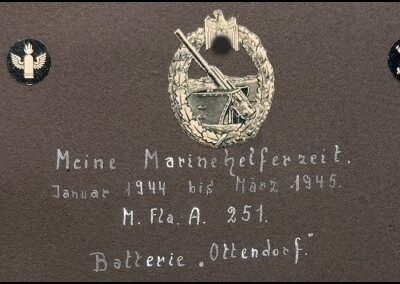 Meine Marinehelferzeit.
Januar 1944 bis März 1945.
M. Fla. A. 251.
Batterie „Ottendorf."